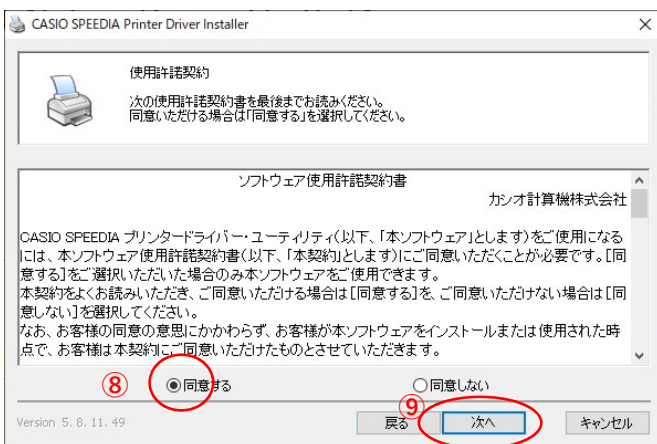 CASIO SPEEDIA Printer Driver Installer
使用許諾契約
次の使用許諾契約書を最後までお読みください。
同意いただける場合は「同意する」を選択してください。
ソフトウェア使用許諾契約書
カシオ計算機株式会社
CASIO SPEEDIA プリンタードライバー・ユーティリティ(以下、「本ソフトウェア」とします)をご使用になる
には、本ソフトウェア使用許諾契約書(以下、「本契約」とします)にご同意いただくことが必要です。[同
意する]をご選択いただいた場合のみ本ソフトウェアをご使用できます。
本契約をよくお読みいただき、ご同意いただける場合は[同意する]を、ご同意いただけない場合は[同
意しない]を選択してください。
なお、お客様の同意の意思にかかわらず、お客様が本ソフトウェアをインストールまたは使用された時
点で、お客様は本契約にご同意いただけたものとさせていただきます。
⑧ 同意する 同意しない
⑨
Version 5.8.11.49 戻る 次へ キャンセル